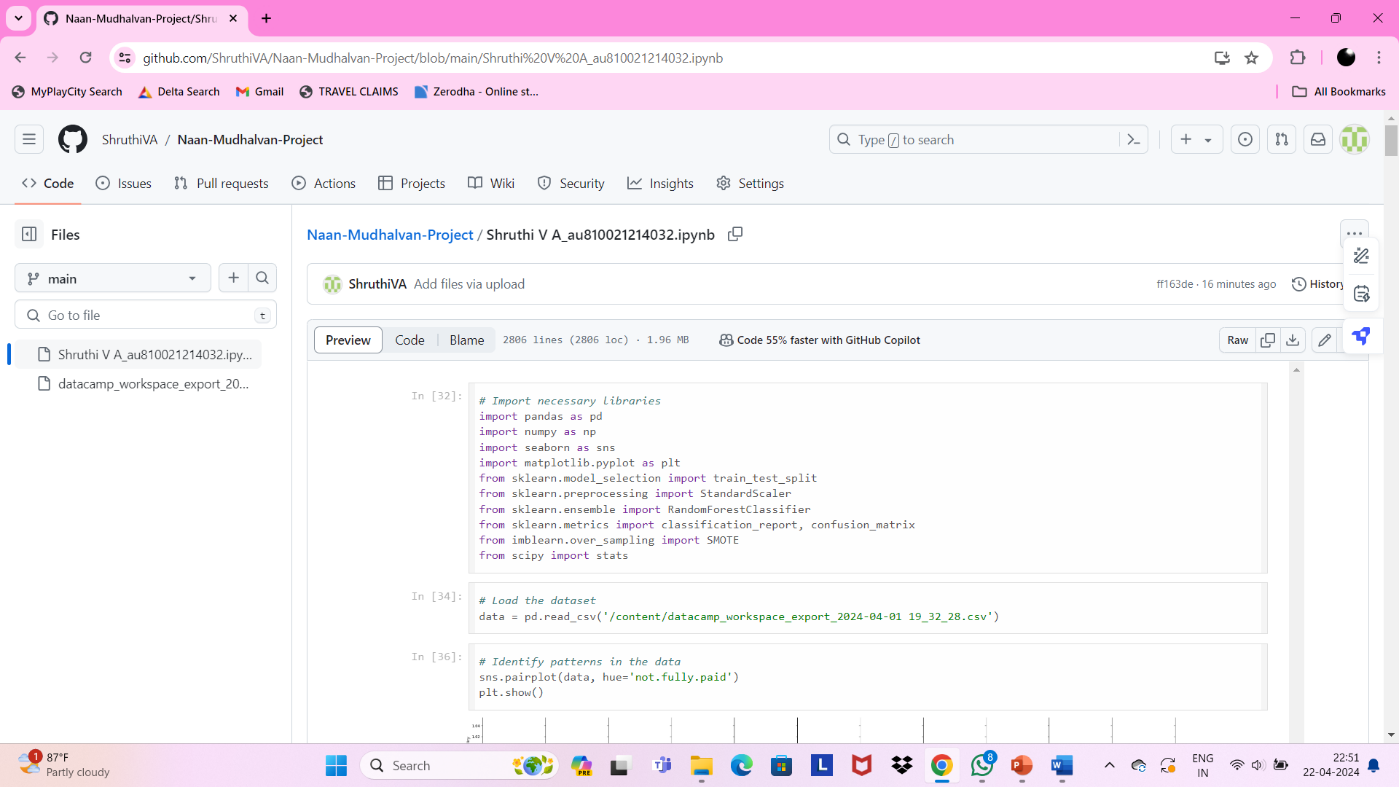 Naan-Mudhalvan-Project/Shru
github.com/ShruthiVA/Naan-Mudhalvan-Project/blob/main/Shruthi%20V%20A_au810021214032.ipynb
MyPlayCity Search Delta Search Gmail TRAVEL CLAIMS Zerodha - Online st... All Bookmarks
ShruthiVA / Naan-Mudhalvan-Project Type / to search
Code Issues Pull requests Actions Projects Wiki Security Insights Settings
Files
Naan-Mudhalvan-Project / Shruthi V A_au810021214032.ipynb
main
ShruthiVA Add files via upload ff163de · 16 minutes ago History
Go to file t
Preview Code Blame 2806 lines (2806 loc) · 1.96 MB Code 55% faster with GitHub Copilot Raw
Shruthi V A_au810021214032.ipy...
datacamp_workspace_export_20...
In [32]:
# Import necessary libraries
import pandas as pd
import numpy as np
import seaborn as sns
import matplotlib.pyplot as plt
from sklearn.model_selection import train_test_split
from sklearn.preprocessing import StandardScaler
from sklearn.ensemble import RandomForestClassifier
from sklearn.metrics import classification_report, confusion_matrix
from imblearn.over_sampling import SMOTE
from scipy import stats
In [34]:
# Load the dataset
data = pd.read_csv('/content/datacamp_workspace_export_2024-04-01 19_32_28.csv')
In [36]:
# Identify patterns in the data
sns.pairplot(data, hue='not.fully.paid')
plt.show()
1
87°F
Partly cloudy
Search
PRE
8
ENG
IN
22:51
22-04-2024